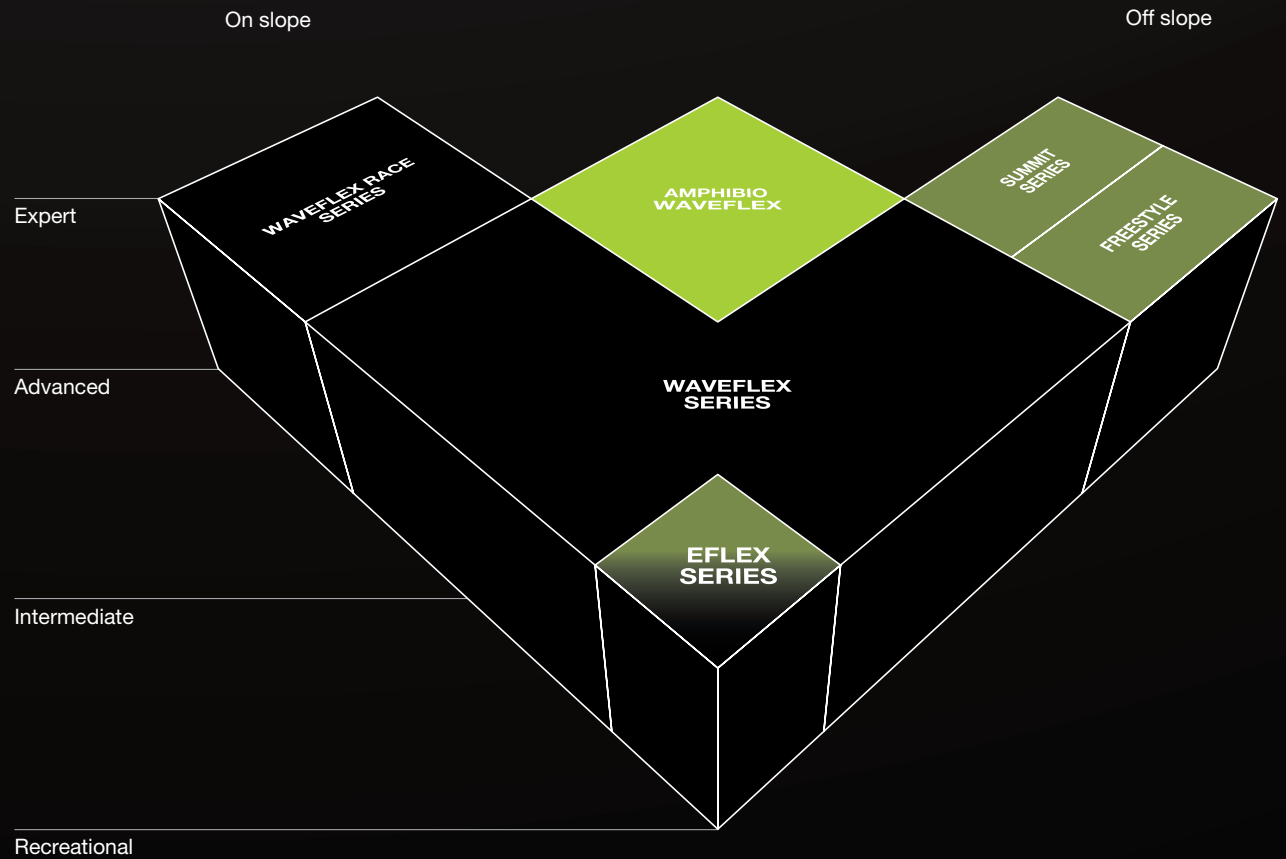 On slope
Off slope
WAVEFLEX RACE
SERIES
AMPHIBIO
WAVEFLEX
SUMMIT
SERIES
FREESTYLE
SERIES
Expert
Advanced
WAVEFLEX
SERIES
EFLEX
SERIES
Intermediate
Recreational